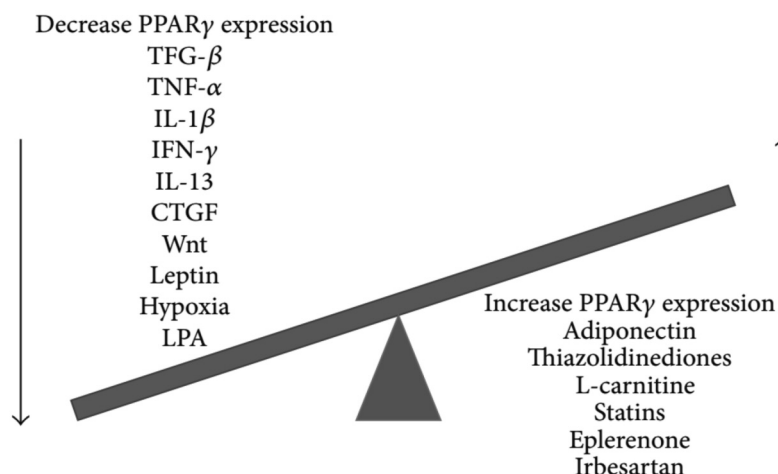 Decrease PPARγ expression
TFG-β
TNF-α
IL-1β
IFN-γ
IL-13
CTGF
Wnt
Leptin
Hypoxia
LPA
Increase PPARγ expression
Adiponectin
Thiazolidinediones
L-carnitine
Statins
Eplerenone
Irbesartan